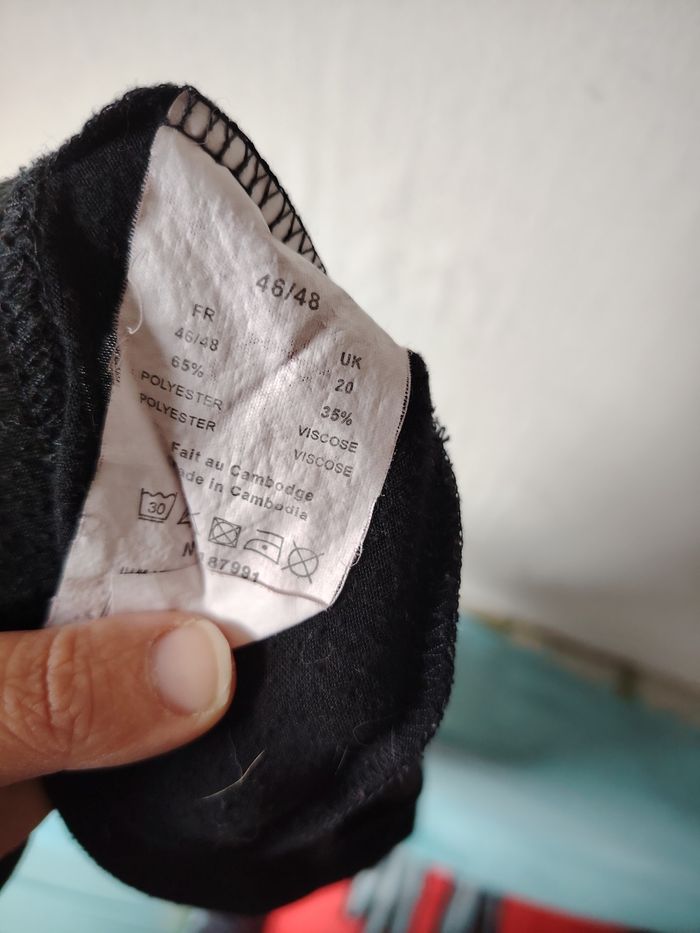 46/48
FR UK
46/48 20
65% 35%
POLYESTER VISCOSE
POLYESTER VISCOSE
Fait au Cambodge
in Cambodia
30
187991